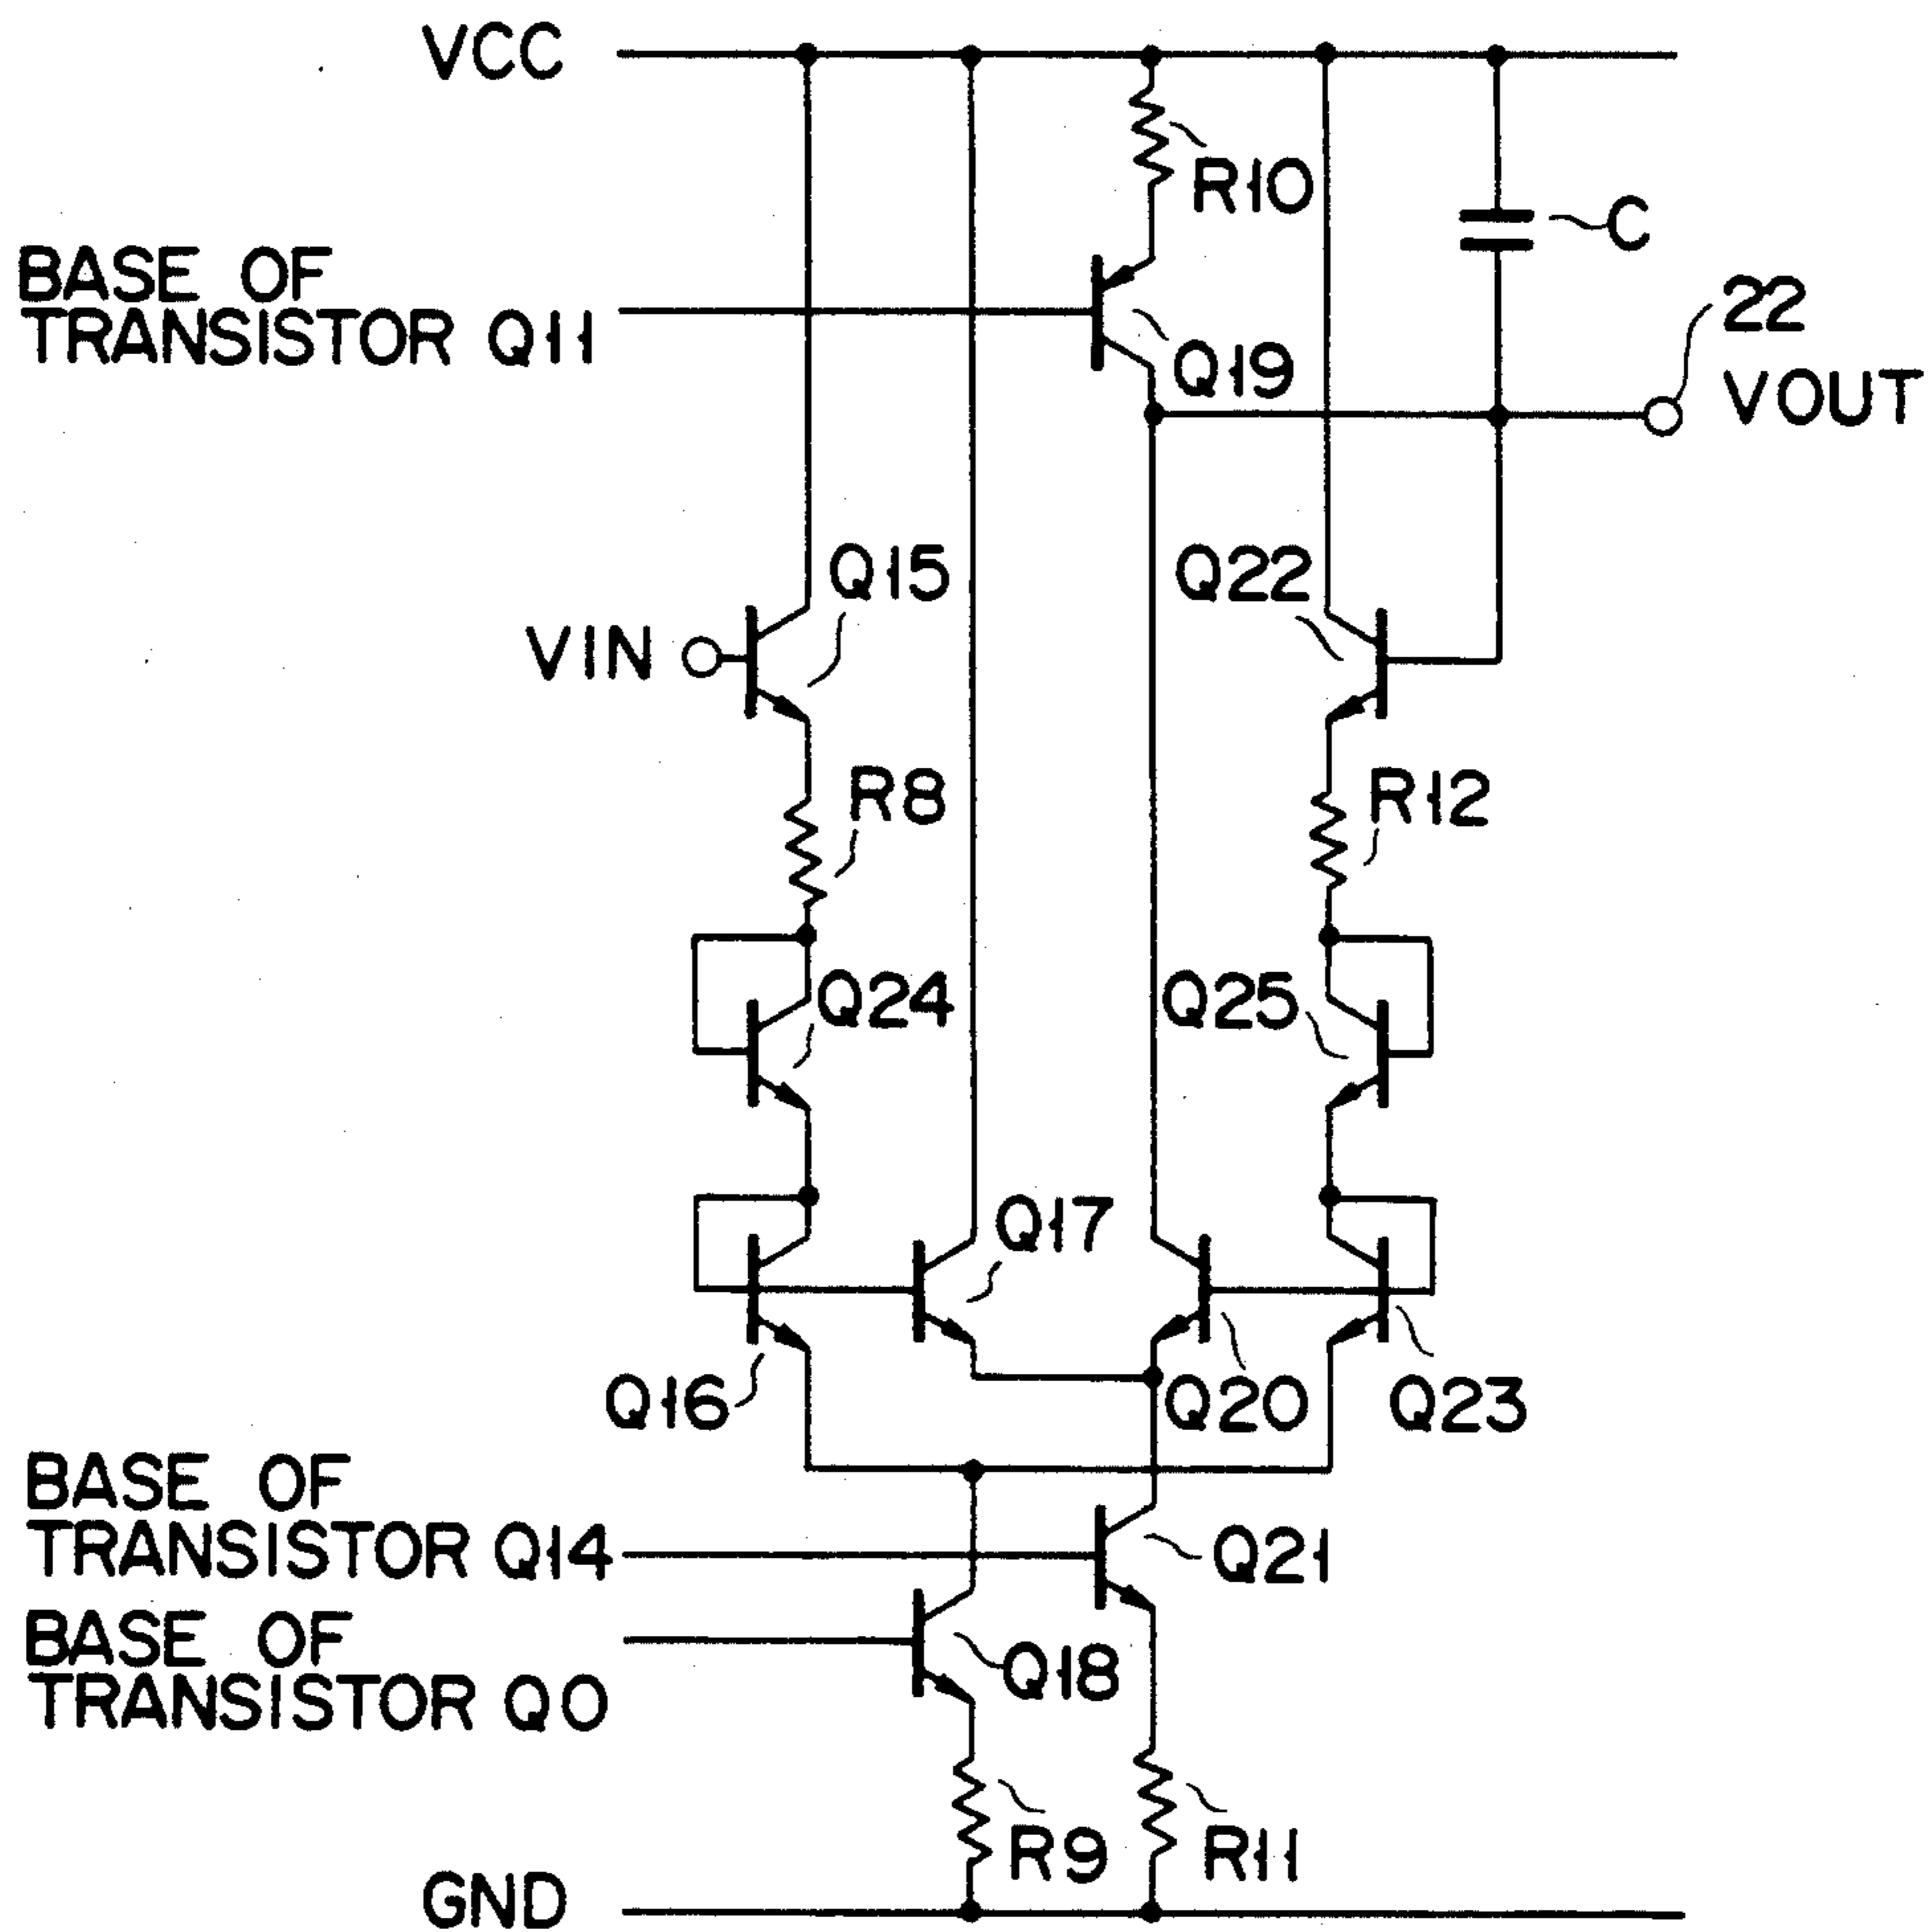 VCC
R10
C
BASE OF
TRANSISTOR Q11
22
Q19
VOUT
Q15
Q22
VIN
R8
R12
Q24
Q25
Q17
Q16
Q20
Q23
BASE OF
TRANSISTOR Q14
Q21
BASE OF
TRANSISTOR Q0
Q18
R9
R11
GND